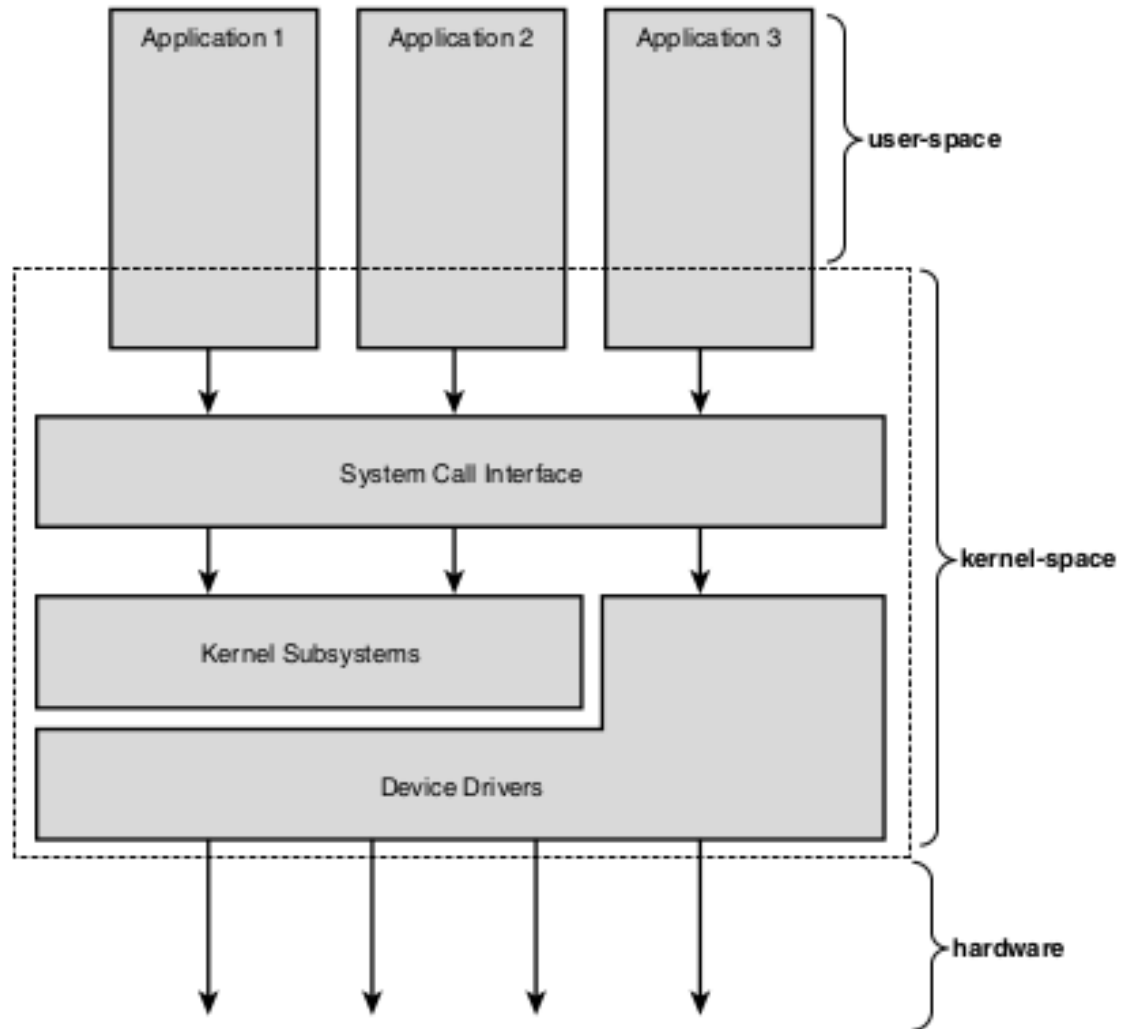 Application 1
Application 2
Application 3
user-space
System Call Interface
kernel-space
Kernel Subsystems
Device Drivers
hardware